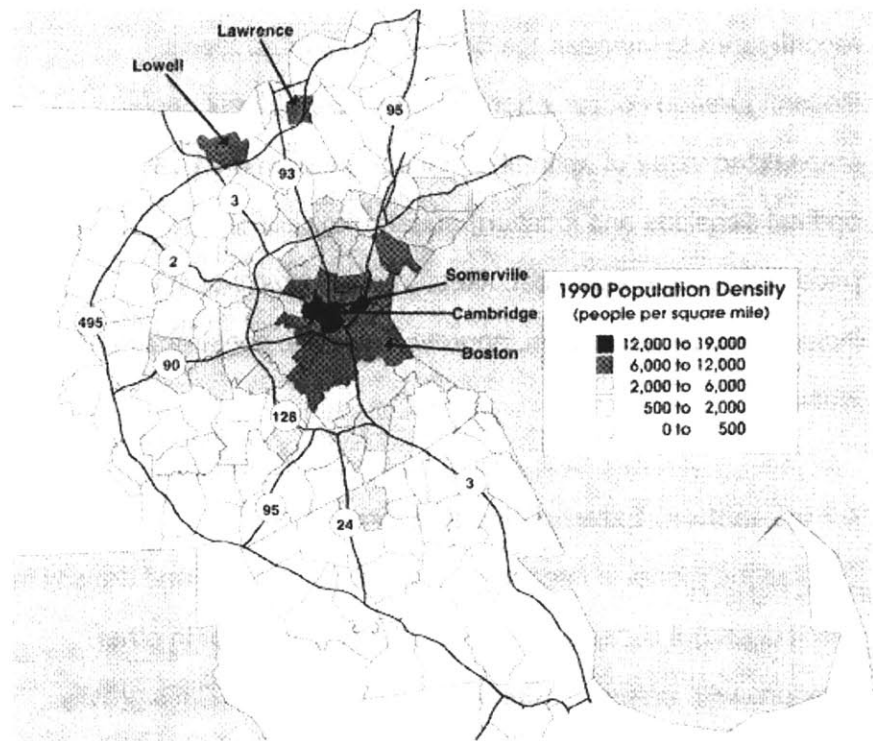 Lawrence
Lowell
95
93
3
2
Somerville
Cambridge
495
Boston
90
128
3
95
24
1990 Population Density
(people per square mile)
12,000 to 19,000
6,000 to 12,000
2,000 to 6,000
500 to 2,000
0 to 500